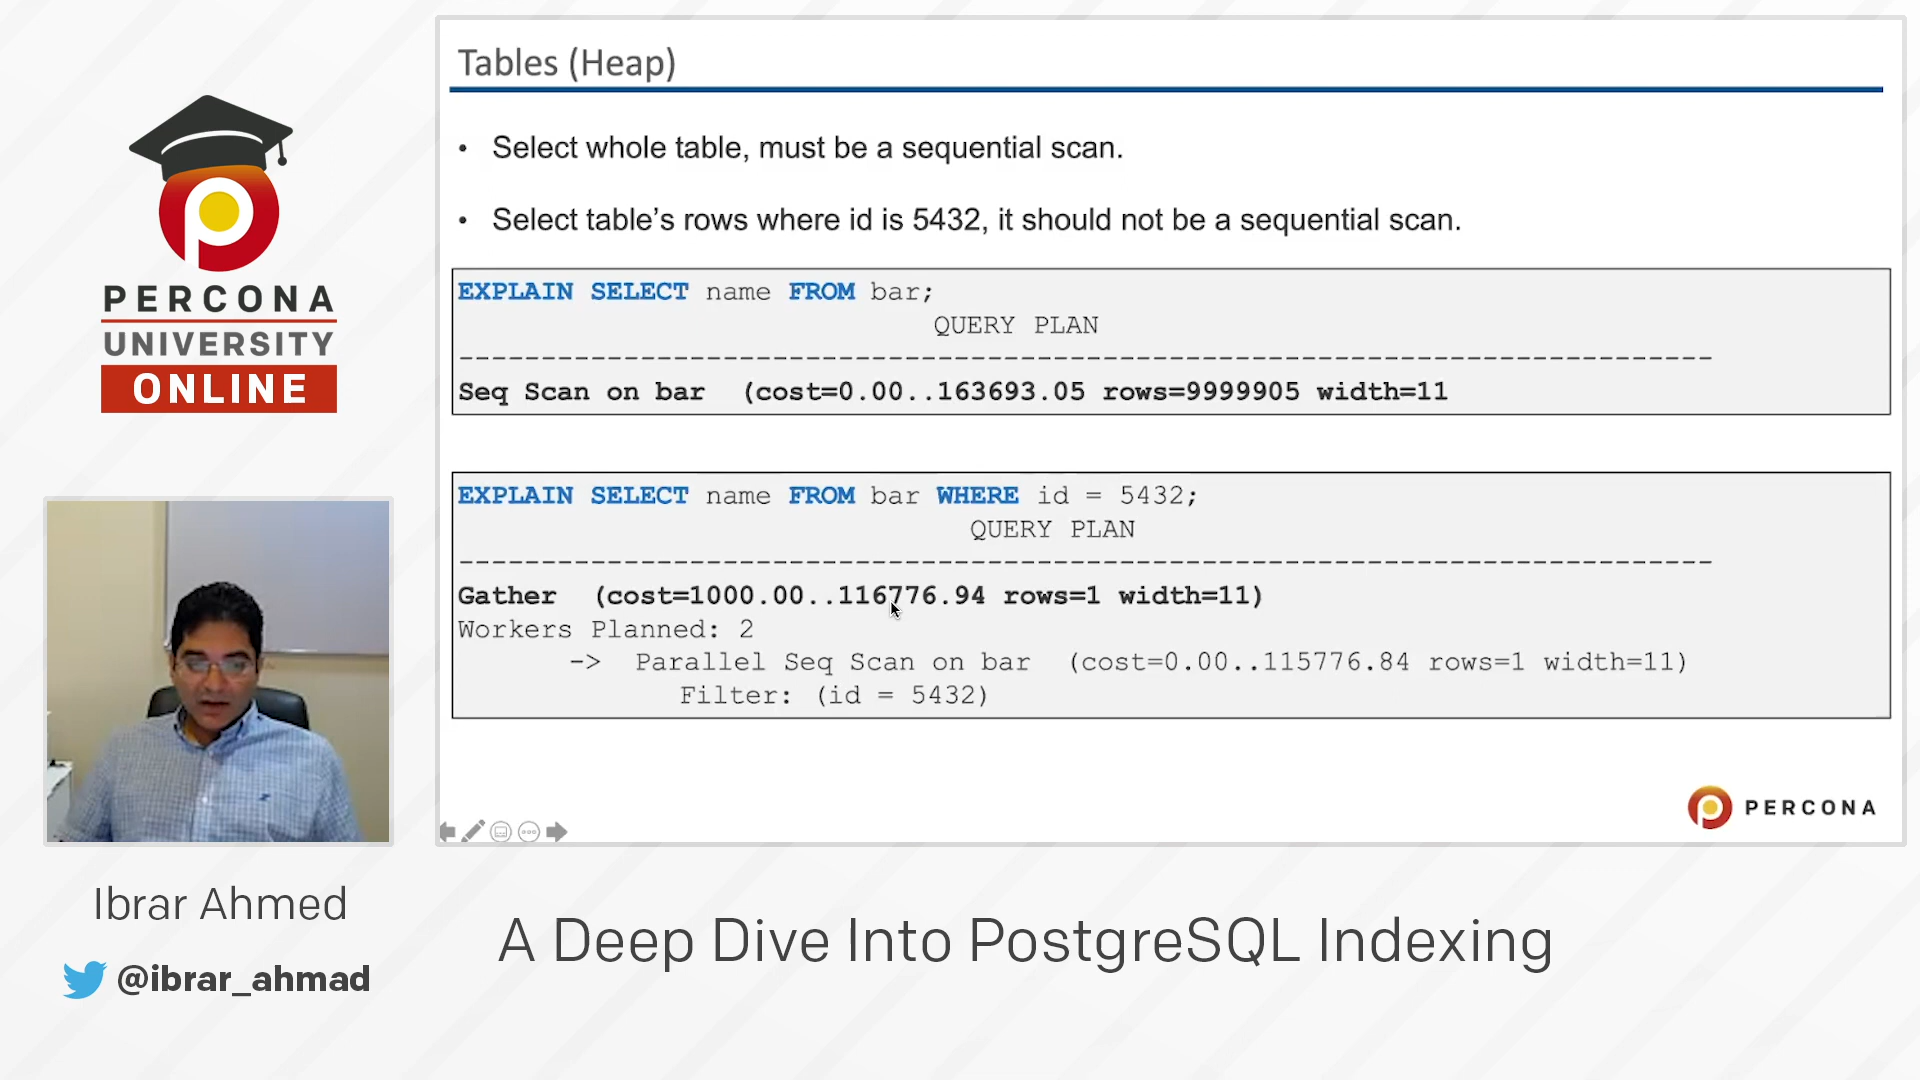 PERCONA
UNIVERSITY
ONLINE
Tables (Heap)
• Select whole table, must be a sequential scan.
• Select table’s rows where id is 5432, it should not be a sequential scan.
EXPLAIN SELECT name FROM bar;
QUERY PLAN
----------------------------------------------------------------------------
Seq Scan on bar (cost=0.00..163693.05 rows=9999905 width=11
EXPLAIN SELECT name FROM bar WHERE id = 5432;
QUERY PLAN
----------------------------------------------------------------------------
Gather (cost=1000.00..116776.94 rows=1 width=11)
Workers Planned: 2
-> Parallel Seq Scan on bar (cost=0.00..115776.84 rows=1 width=11)
Filter: (id = 5432)
PERCONA
Ibrar Ahmed
@ibrar_ahmad
A Deep Dive Into PostgreSQL Indexing